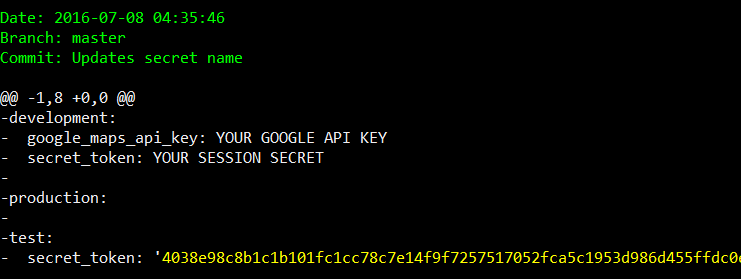 Date: 2016-07-08 04:35:46
Branch: master
Commit: Updates secret name
@@ -1,8 +0,0 @@
-development:
-  google_maps_api_key: YOUR GOOGLE API KEY
-  secret_token: YOUR SESSION SECRET
-
-production:
-
-test:
-  secret_token: '4038e98c8b1c1b101fc1cc78c7e14f9f7257517052fca5c1953d986d455ffdc0